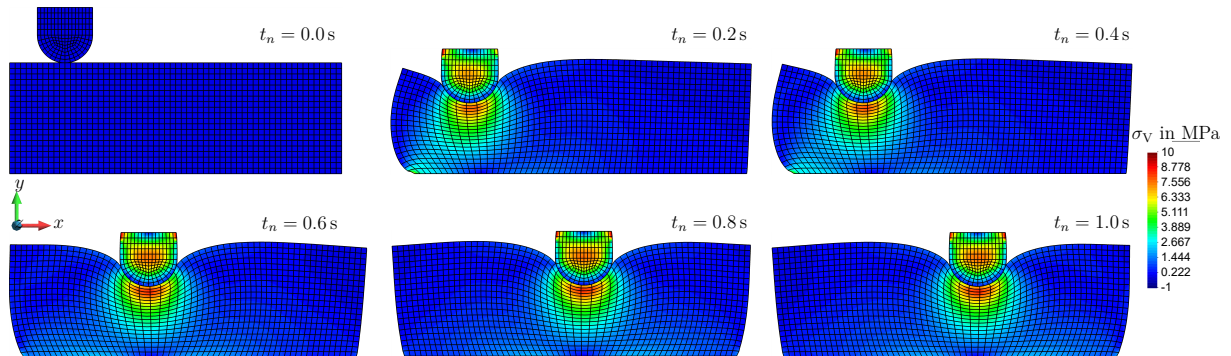 t_n = 0.0 s
t_n = 0.2 s
t_n = 0.4 s
σ_V in MPa
10
8.778
7.556
6.333
5.111
3.889
2.667
1.444
0.222
-1
y
z
x
t_n = 0.6 s
t_n = 0.8 s
t_n = 1.0 s